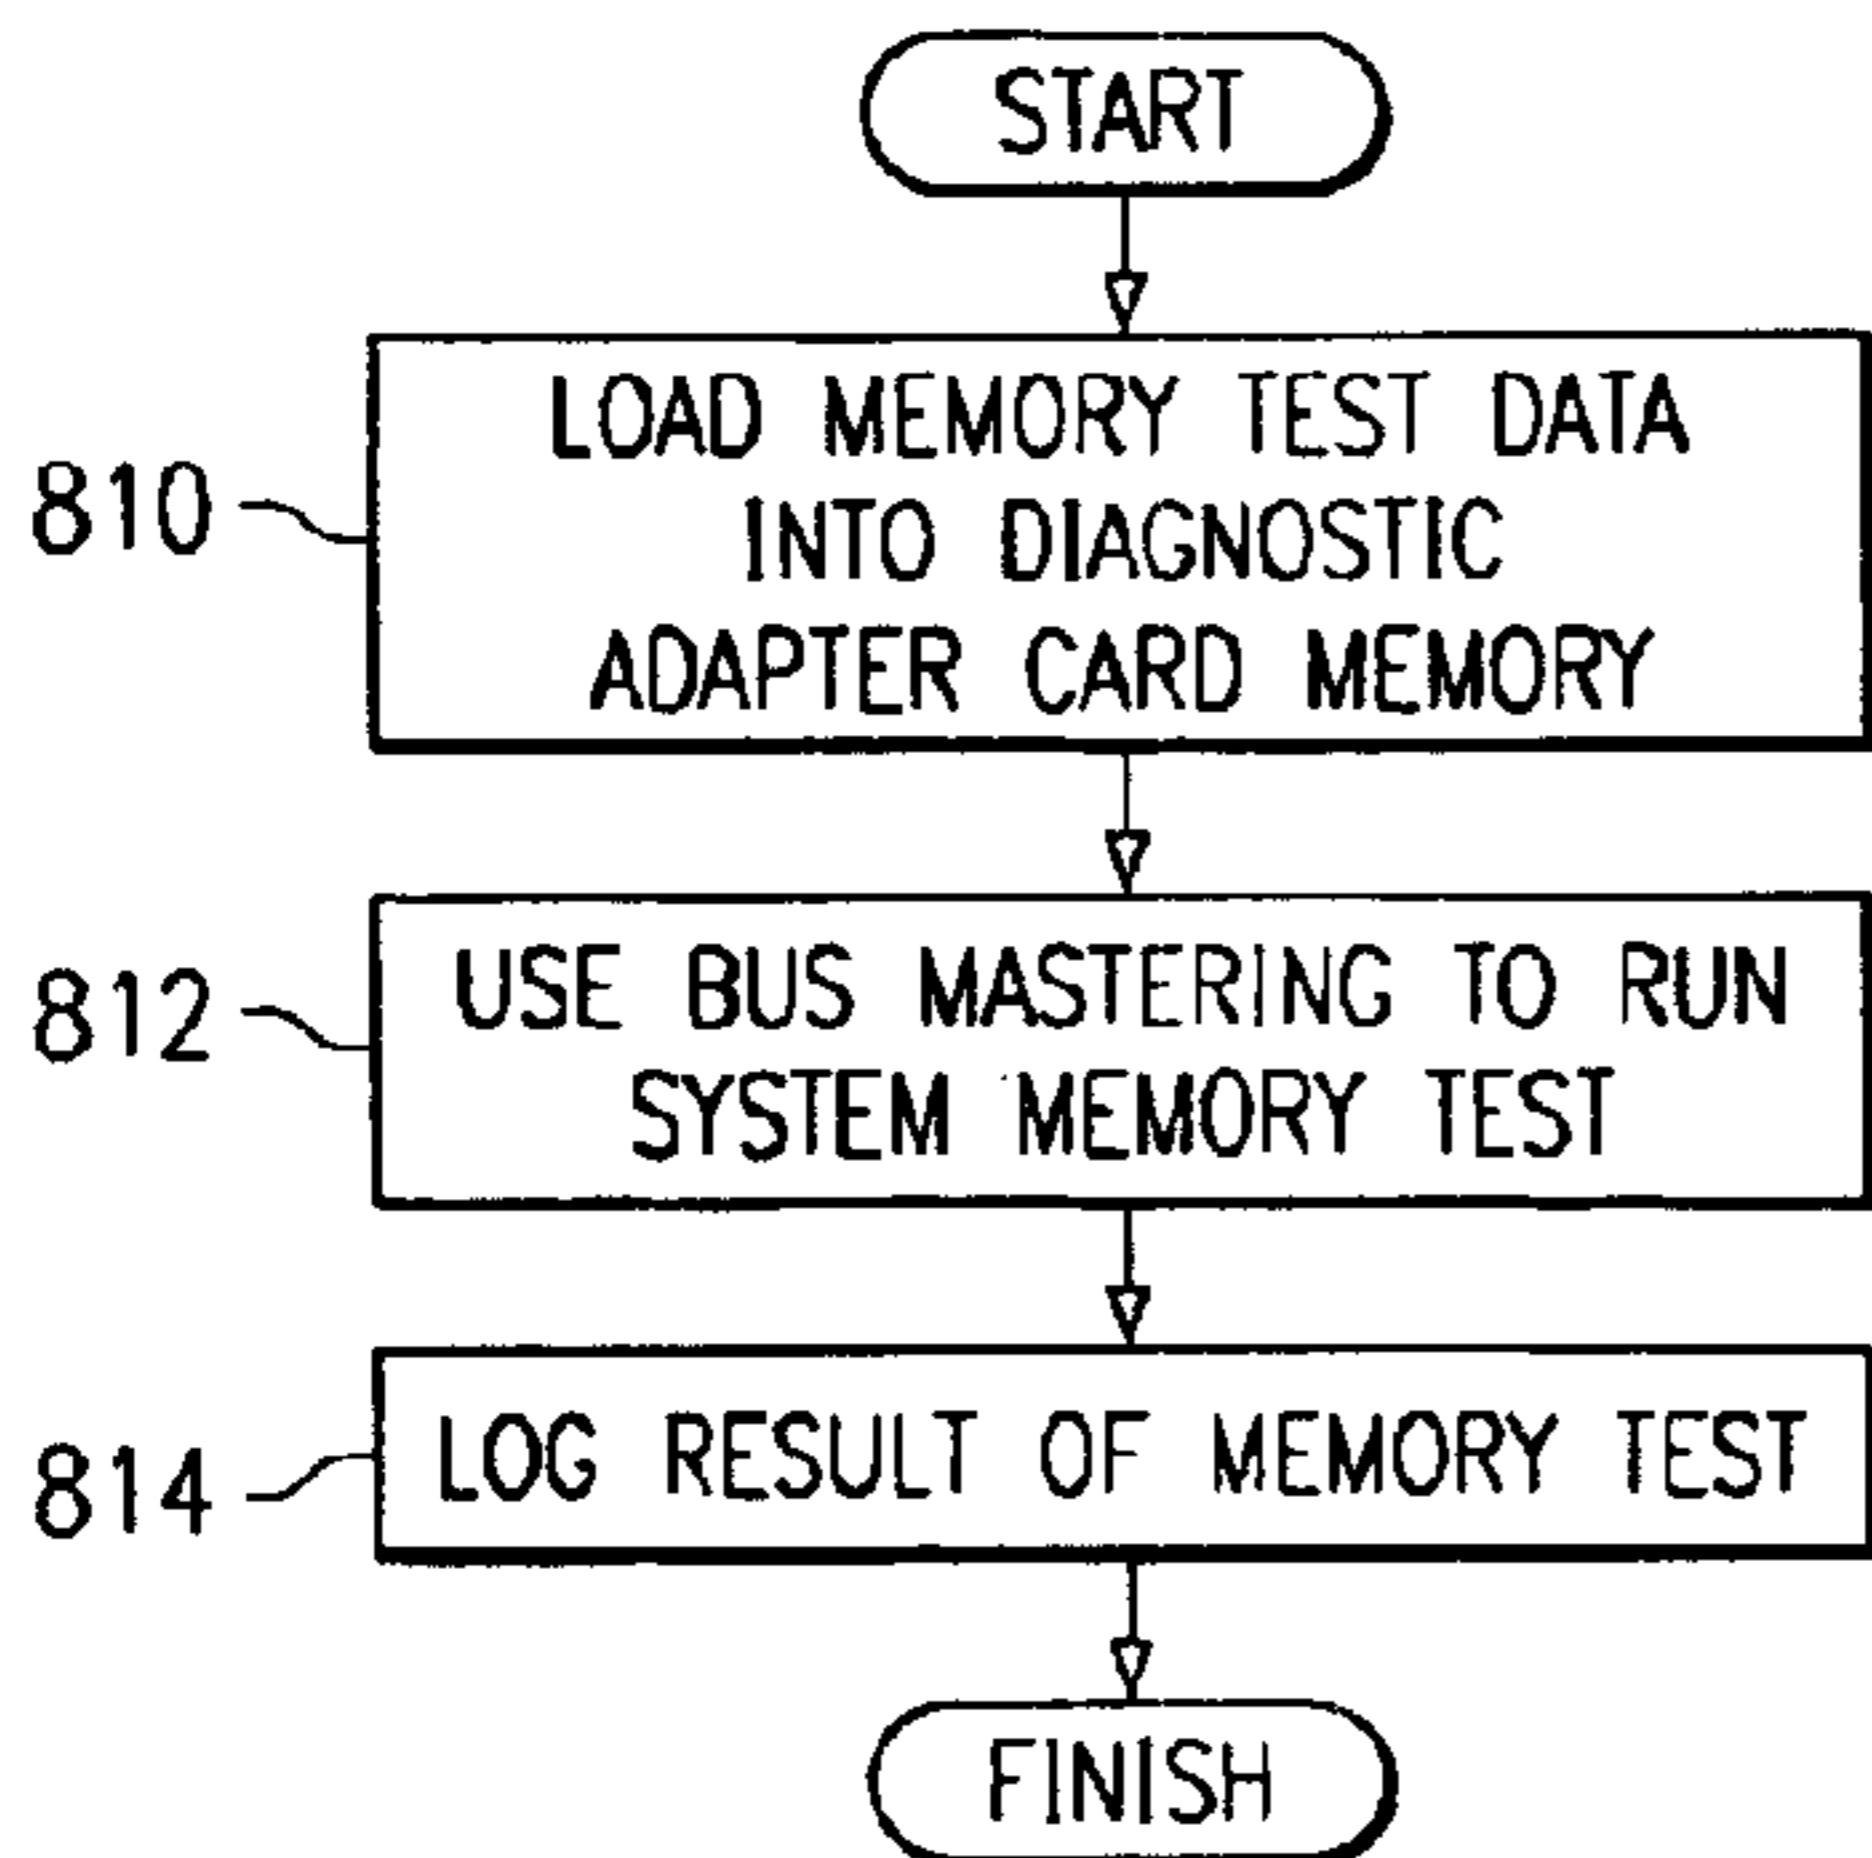 START
LOAD MEMORY TEST DATA
INTO DIAGNOSTIC
ADAPTER CARD MEMORY
810
USE BUS MASTERING TO RUN
SYSTEM MEMORY TEST
812
LOG RESULT OF MEMORY TEST
814
FINISH